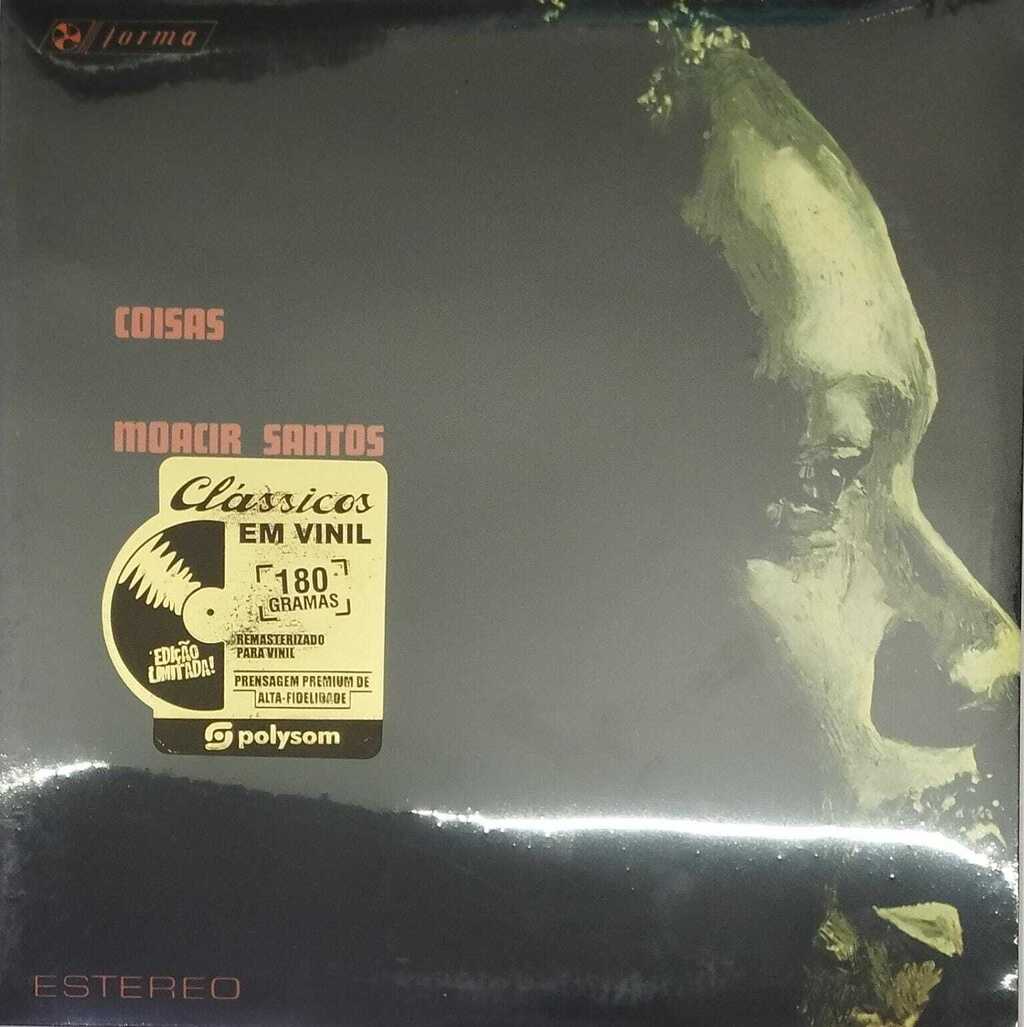 forma
COISAS
MOACIR SANTOS
Clássicos
EM VINIL
180
GRAMAS
REMASTERIZADO
PARA VINIL
EDIÇÃO
LIMITADA!
PRENSAGEM PREMIUM DE
ALTA-FIDELIDADE
polysom
ESTEREO